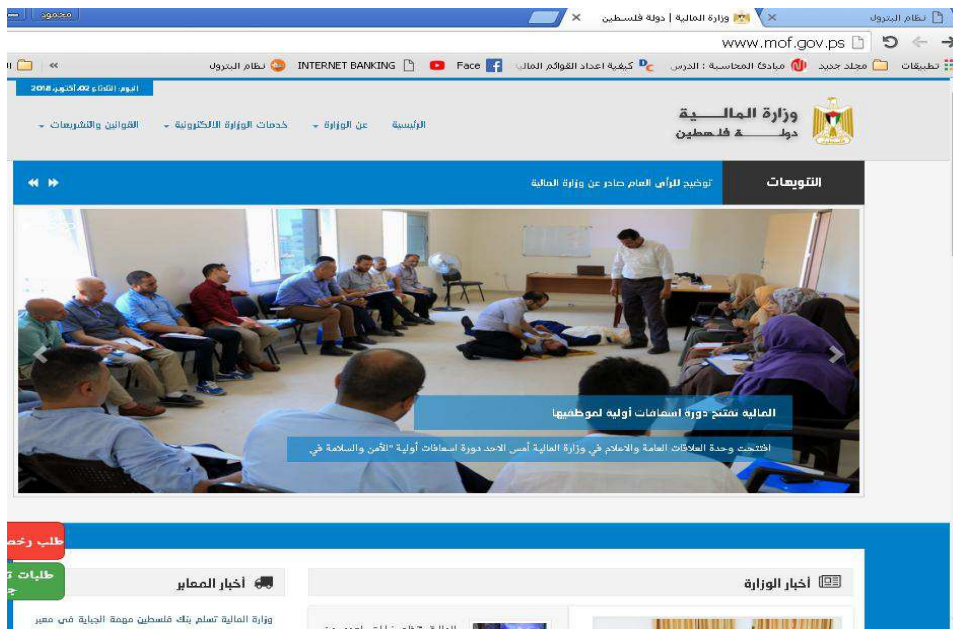 محمود
نظام البترول
وزارة المالية | دولة فلسطين
www.mof.gov.ps
تطبيقات
مجلد جديد
مبادئ المحاسبة : الدرس
كيفية اعداد القوائم المالي
Face
INTERNET BANKING
نظام البترول
«
اليوم: الثلاثاء 02، أكتوبر، 2018
وزارة المالـــــية
دولـــــة فلسطين
الرئيسية
عن الوزارة
خدمات الوزارة الالكترونية
القوانين والتشريعات
التنويهات
توضيح للرأي العام صادر عن وزارة المالية
المالية تفتتح دورة اسعافات أولية لموظفيها
افتتحت وحدة العلاقات العامة والاعلام في وزارة المالية أمس الاحد دورة اسعافات أولية "الأمن والسلامة في
طلب رخص
طلبات
أخبار الوزارة
أخبار المعابر
وزارة المالية تسلم بنك فلسطين مهمة الجباية في معبر